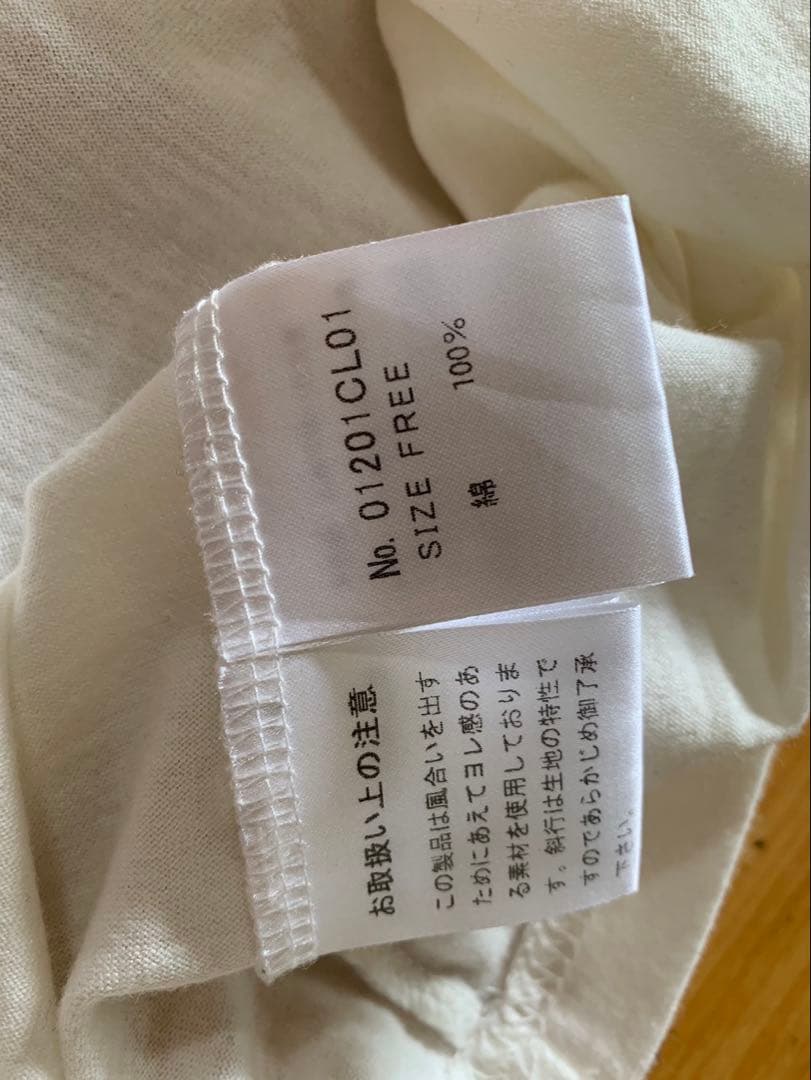 No. 01201CL01
SIZE FREE
綿 100%
お取扱い上の注意
この製品は風合いを出す
ためにあえてヨレ感のあ
る素材を使用しておりま
す。斜行は生地の特性で
すのであらかじめ御了承
下さい。